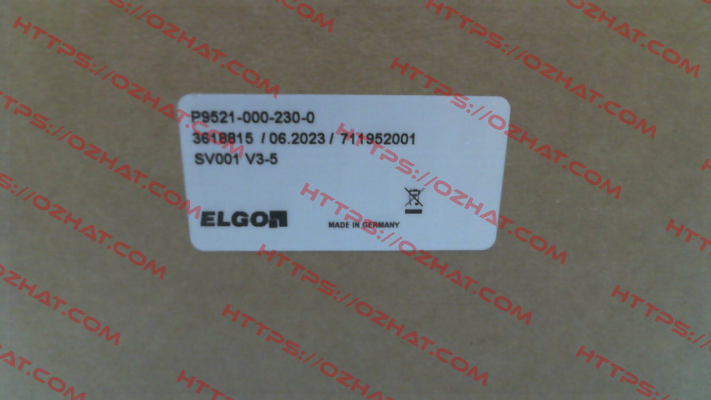 P9521-000-230-0
3618815 / 06.2023 / 711952001
SV001 V3-5
ELGO
MADE IN GERMANY
HTTPS://OZHAT.COM